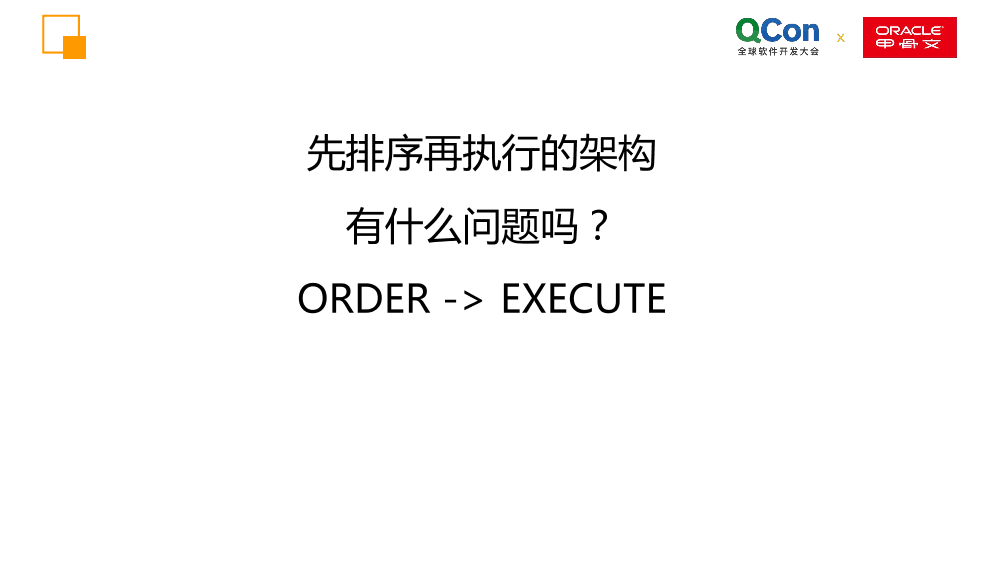 QCon
全球软件开发大会
x
ORACLE
甲骨文
先排序再执行的架构
有什么问题吗？
ORDER -> EXECUTE